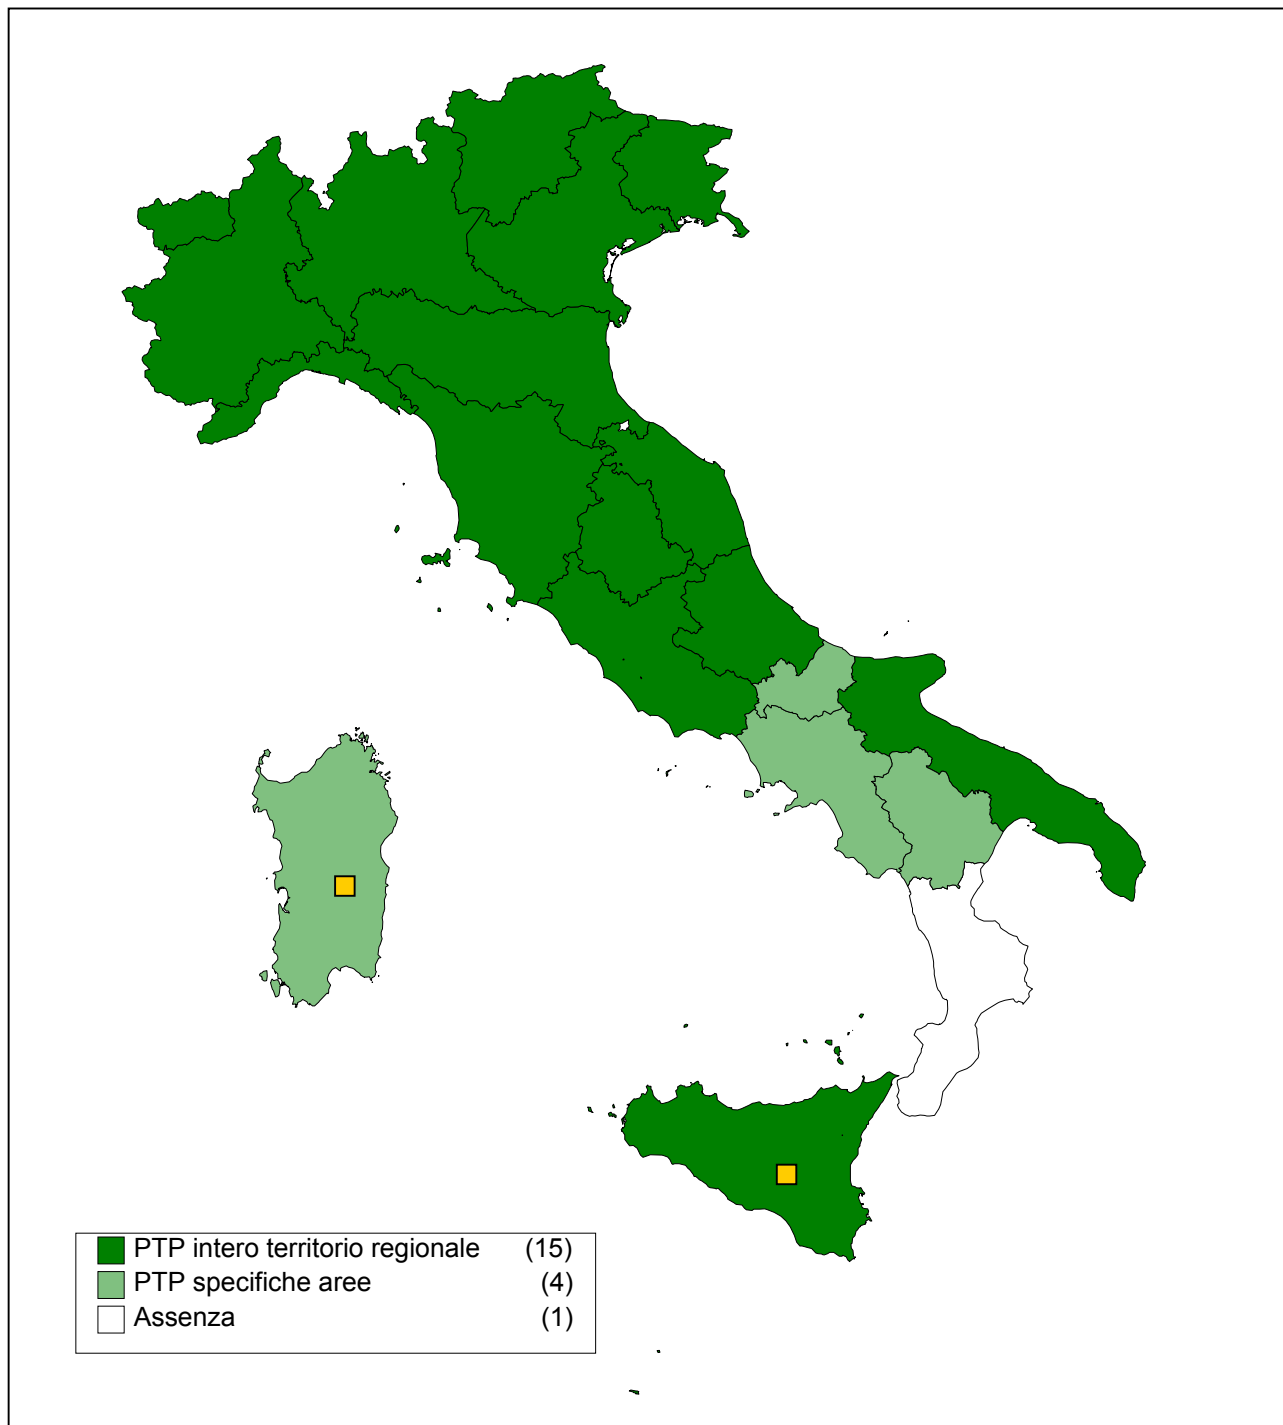 PTP intero territorio regionale (15)
PTP specifiche aree (4)
Assenza (1)